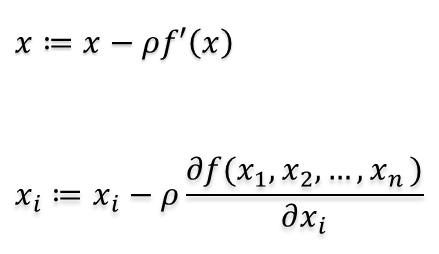 x := x − ρf′(x)
xᵢ := xᵢ − ρ ∂f(x₁, x₂, …, xₙ) / ∂xᵢ